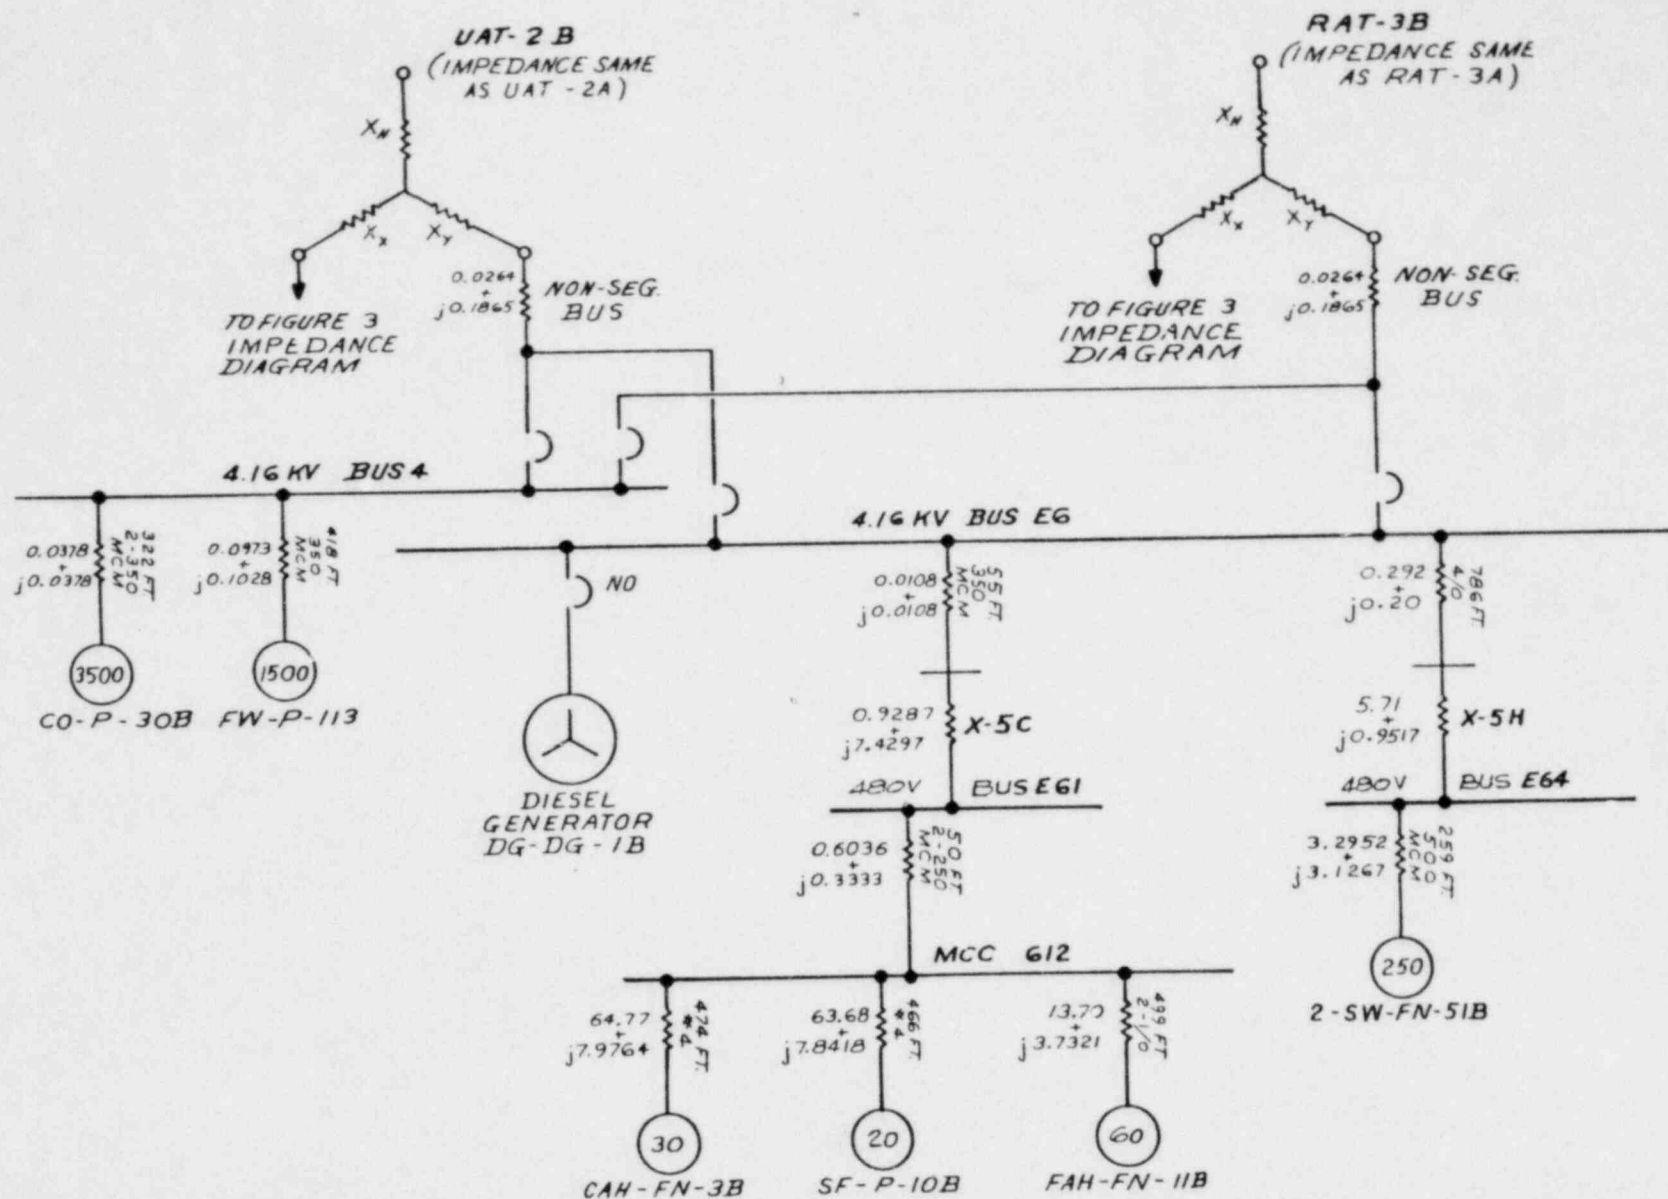 UAT-2B
(IMPEDANCE SAME
AS UAT-2A)
X_H
X_X
X_Y
TO FIGURE 3
IMPEDANCE
DIAGRAM
0.0264
+
j0.1865
NON-SEG.
BUS
RAT-3B
(IMPEDANCE SAME
AS RAT-3A)
X_H
X_X
X_Y
TO FIGURE 3
IMPEDANCE
DIAGRAM
0.0264
+
j0.1865
NON-SEG.
BUS
4.16 KV BUS 4
0.0378
+
j0.0378
322 FT
2-350
MCM
3500
CO-P-30B
0.0973
+
j0.1028
418 FT
350
MCM
1500
FW-P-113
4.16 KV BUS E6
NO
DIESEL
GENERATOR
DG-DG-1B
0.0108
+
j0.0108
55 FT
350
MCM
0.9287
+
j7.4297
X-5C
480V BUS E61
0.6036
+
j0.3333
50 FT
2-250
MCM
0.292
+
j0.20
786 FT.
4/0
5.71
+
j0.9517
X-5H
480V BUS E64
3.2952
+
j3.1267
259 FT.
500
MCM
250
2-SW-FN-51B
MCC 612
64.77
+
j7.9764
474 FT.
#4
30
CAH-FN-3B
63.68
+
j7.8418
466 FT.
#4
20
SF-P-10B
13.70
+
j3.7321
499 FT
2-1/0
60
FAH-FN-11B